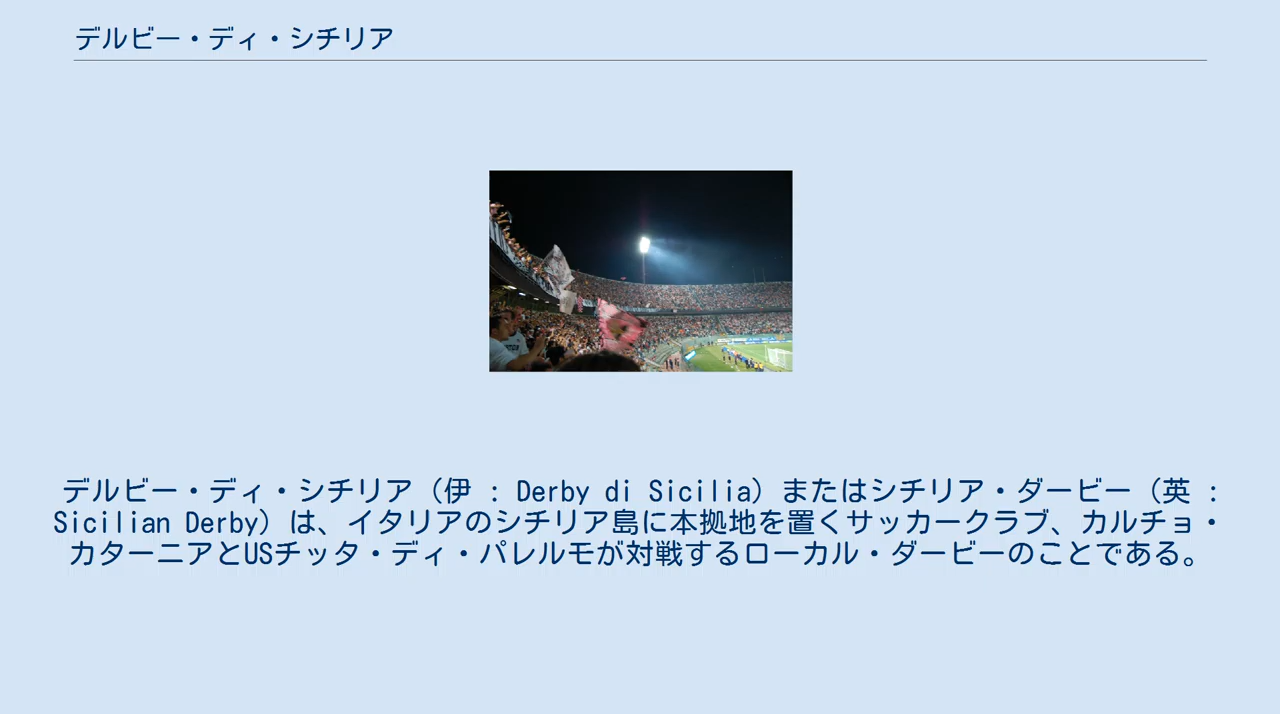 デルビー・ディ・シチリア
デルビー・ディ・シチリア（伊 : Derby di Sicilia）またはシチリア・ダービー（英 :
Sicilian Derby）は、イタリアのシチリア島に本拠地を置くサッカークラブ、カルチョ・
カターニアとUSチッタ・ディ・パレルモが対戦するローカル・ダービーのことである。